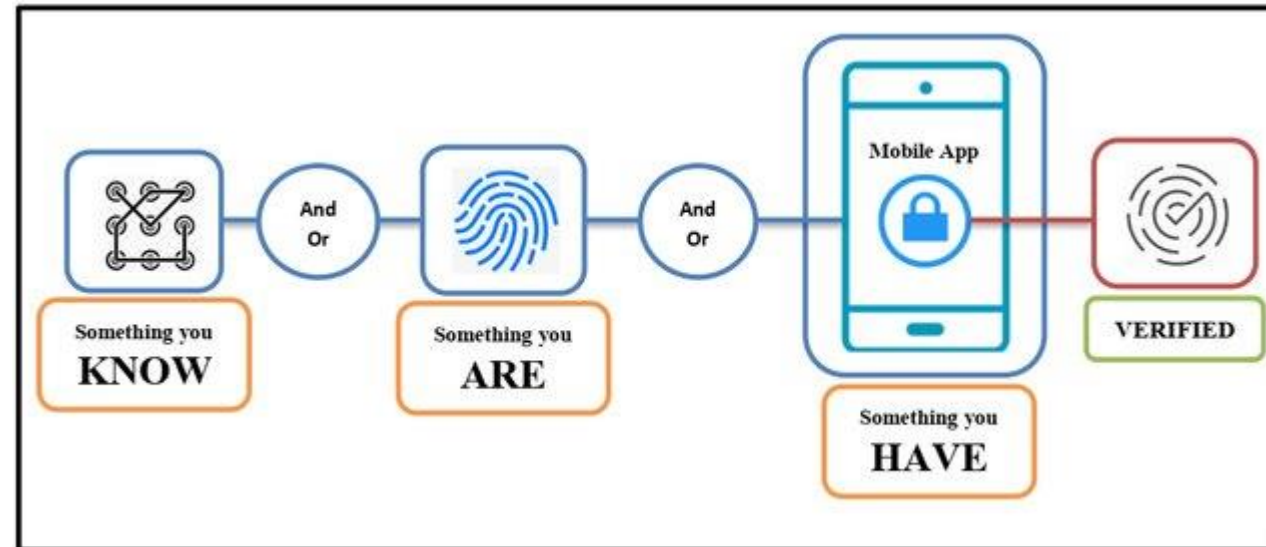 Something you
KNOW
And
Or
Something you
ARE
And
Or
Mobile App
Something you
HAVE
VERIFIED